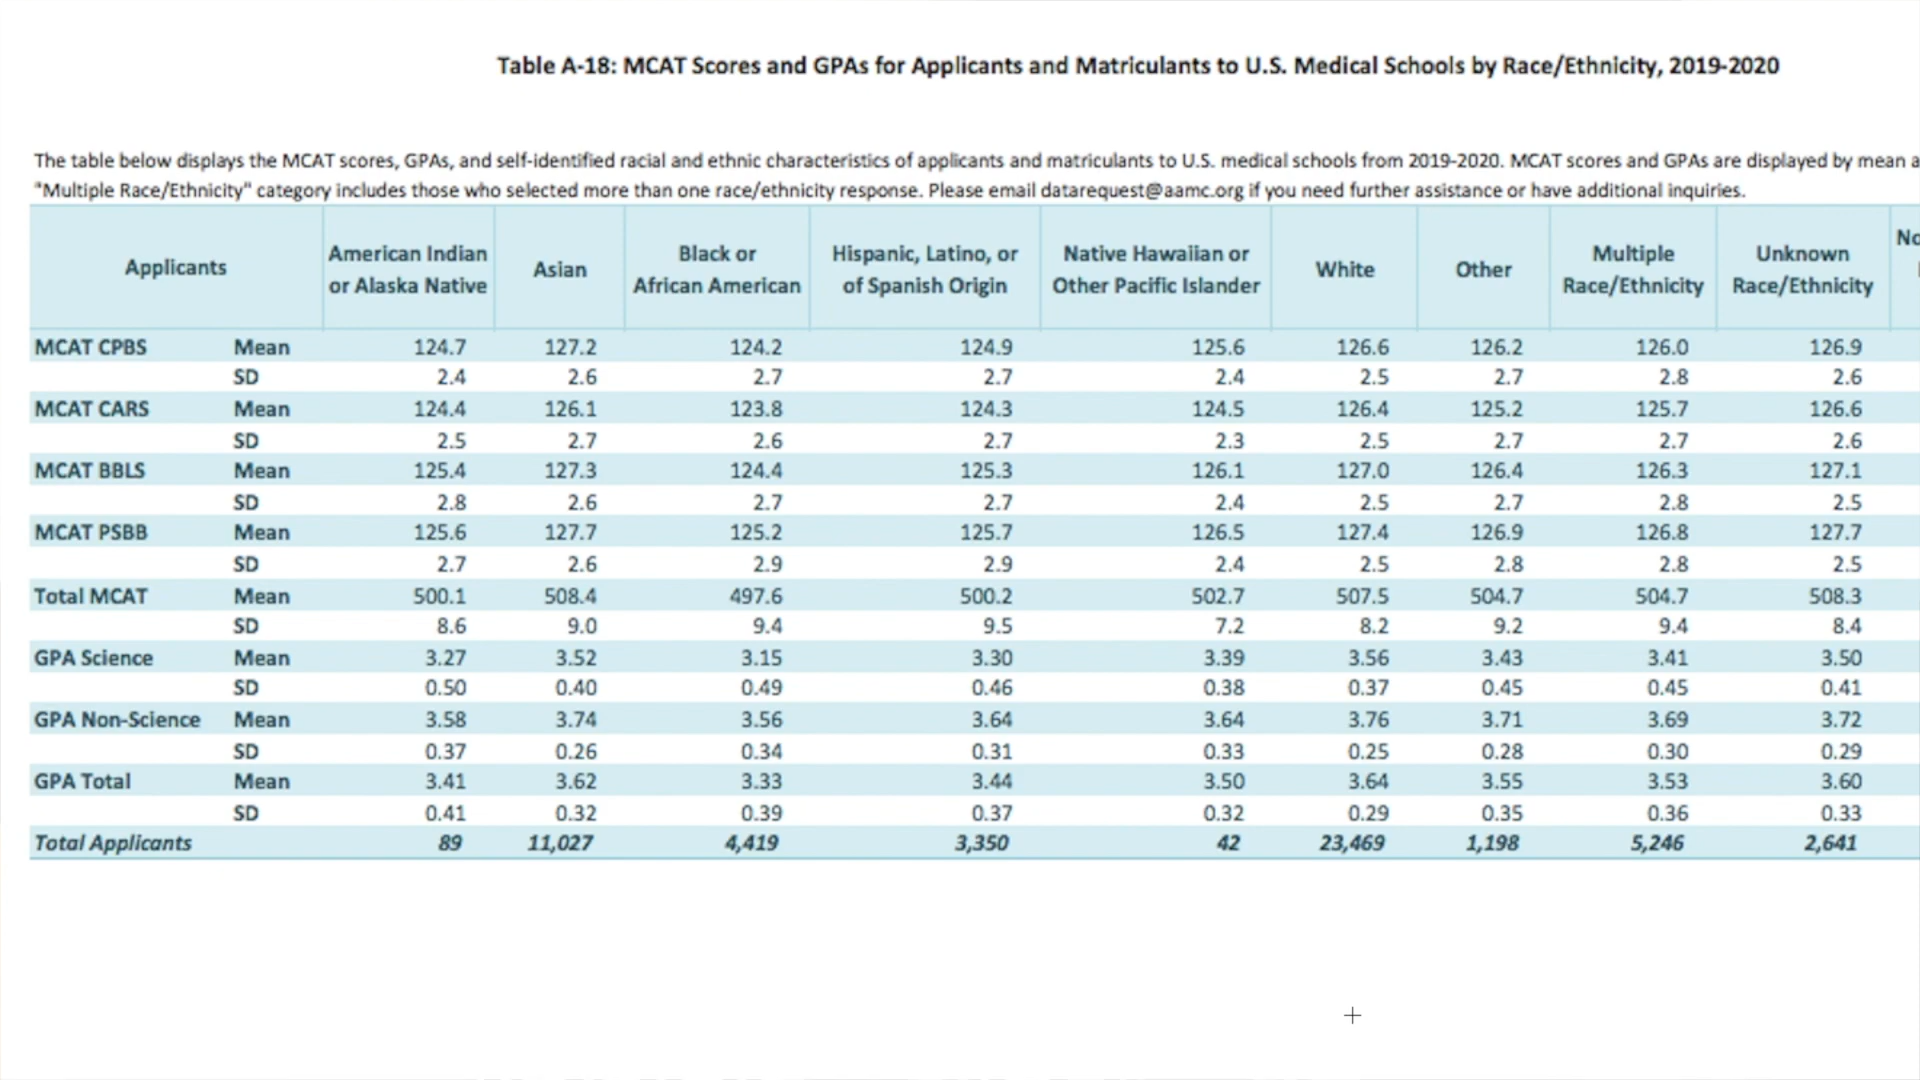 Table A-18: MCAT Scores and GPAs for Applicants and Matriculants to U.S. Medical Schools by Race/Ethnicity, 2019-2020
The table below displays the MCAT scores, GPAs, and self-identified racial and ethnic characteristics of applicants and matriculants to U.S. medical schools from 2019-2020. MCAT scores and GPAs are displayed by mean a
"Multiple Race/Ethnicity" category includes those who selected more than one race/ethnicity response. Please email datarequest@aamc.org if you need further assistance or have additional inquiries.
Applicants American Indian or Alaska Native Asian Black or African American Hispanic, Latino, or of Spanish Origin Native Hawaiian or Other Pacific Islander White Other Multiple Race/Ethnicity Unknown Race/Ethnicity
MCAT CPBS Mean 124.7 127.2 124.2 124.9 125.6 126.6 126.2 126.0 126.9
SD 2.4 2.6 2.7 2.7 2.4 2.5 2.7 2.8 2.6
MCAT CARS Mean 124.4 126.1 123.8 124.3 124.5 126.4 125.2 125.7 126.6
SD 2.5 2.7 2.6 2.7 2.3 2.5 2.7 2.7 2.6
MCAT BBLS Mean 125.4 127.3 124.4 125.3 126.1 127.0 126.4 126.3 127.1
SD 2.8 2.6 2.7 2.7 2.4 2.5 2.7 2.8 2.5
MCAT PSBB Mean 125.6 127.7 125.2 125.7 126.5 127.4 126.9 126.8 127.7
SD 2.7 2.6 2.9 2.9 2.4 2.5 2.8 2.8 2.5
Total MCAT Mean 500.1 508.4 497.6 500.2 502.7 507.5 504.7 504.7 508.3
SD 8.6 9.0 9.4 9.5 7.2 8.2 9.2 9.4 8.4
GPA Science Mean 3.27 3.52 3.15 3.30 3.39 3.56 3.43 3.41 3.50
SD 0.50 0.40 0.49 0.46 0.38 0.37 0.45 0.45 0.41
GPA Non-Science Mean 3.58 3.74 3.56 3.64 3.64 3.76 3.71 3.69 3.72
SD 0.37 0.26 0.34 0.31 0.33 0.25 0.28 0.30 0.29
GPA Total Mean 3.41 3.62 3.33 3.44 3.50 3.64 3.55 3.53 3.60
SD 0.41 0.32 0.39 0.37 0.32 0.29 0.35 0.36 0.33
Total Applicants 89 11,027 4,419 3,350 42 23,469 1,198 5,246 2,641